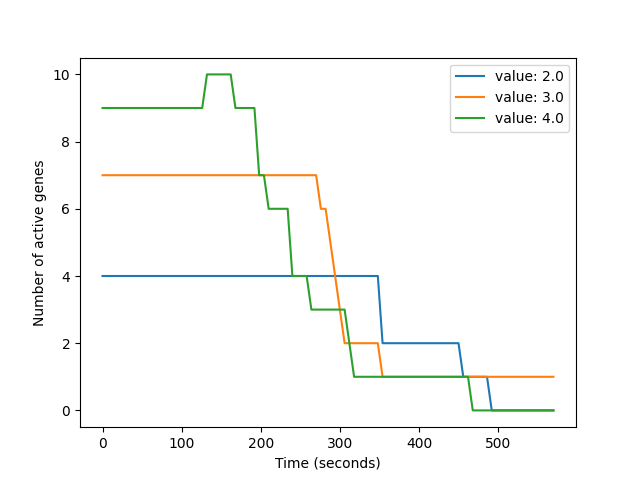 10
8
6
4
2
0
Number of active genes
value: 2.0
value: 3.0
value: 4.0
0 100 200 300 400 500
Time (seconds)